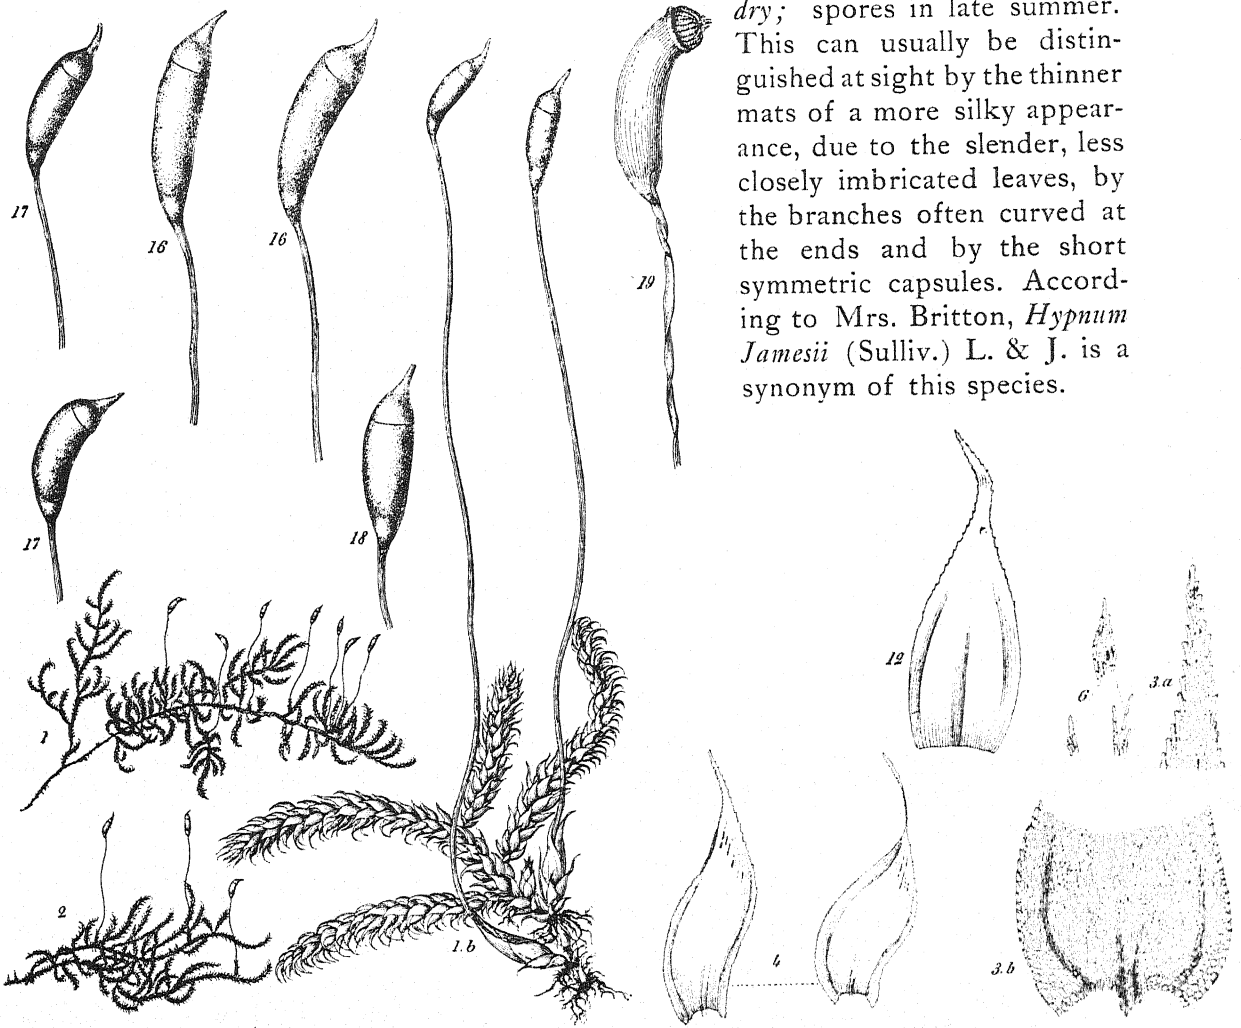 dry; spores in late summer.
This can usually be distin-
guished at sight by the thinner
mats of a more silky appear-
ance, due to the slender, less
closely imbricated leaves, by
the branches often curved at
the ends and by the short
symmetric capsules. Accord-
ing to Mrs. Britton, Hypnum
Jamesii (Sulliv.) L. & J. is a
synonym of this species.
17
16
16
19
17
18
12
6
3.a
1
2
1.b
4
3.b